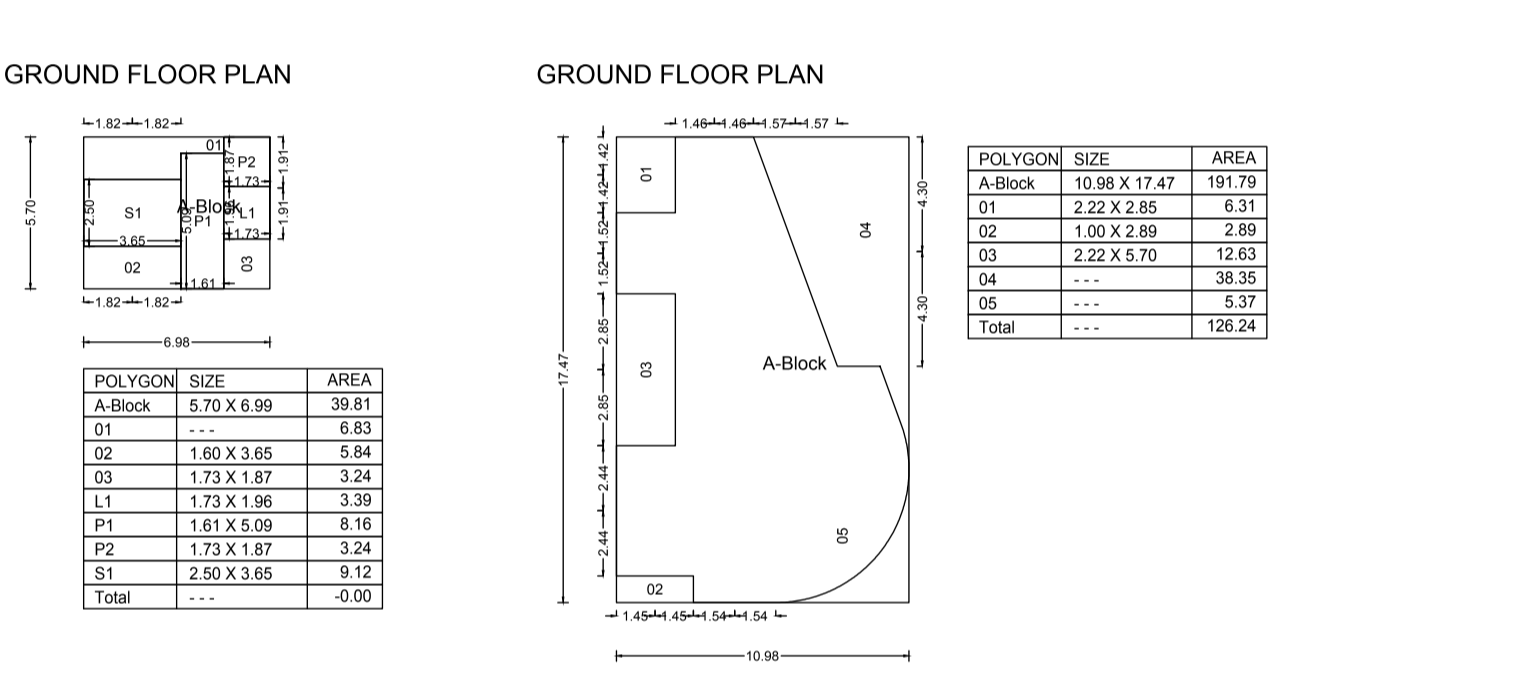 GROUND FLOOR PLAN
1.82 1.82
01
1.87
P2
1.91
1.73
5.70
2.50
S1
5.09
A-Block
P1
1.96
L1
1.91
3.65
1.73
02
03
1.61
1.82 1.82
6.98
POLYGON SIZE AREA
A-Block 5.70 X 6.99 39.81
01 - - - 6.83
02 1.60 X 3.65 5.84
03 1.73 X 1.87 3.24
L1 1.73 X 1.96 3.39
P1 1.61 X 5.09 8.16
P2 1.73 X 1.87 3.24
S1 2.50 X 3.65 9.12
Total - - - -0.00
GROUND FLOOR PLAN
1.46 1.46 1.57 1.57
1.42
01
1.42
4.30
1.52
04
1.52
4.30
2.85
17.47
03
A-Block
2.85
2.44
2.44
05
02
1.45 1.45 1.54 1.54
10.98
POLYGON SIZE AREA
A-Block 10.98 X 17.47 191.79
01 2.22 X 2.85 6.31
02 1.00 X 2.89 2.89
03 2.22 X 5.70 12.63
04 - - - 38.35
05 - - - 5.37
Total - - - 126.24